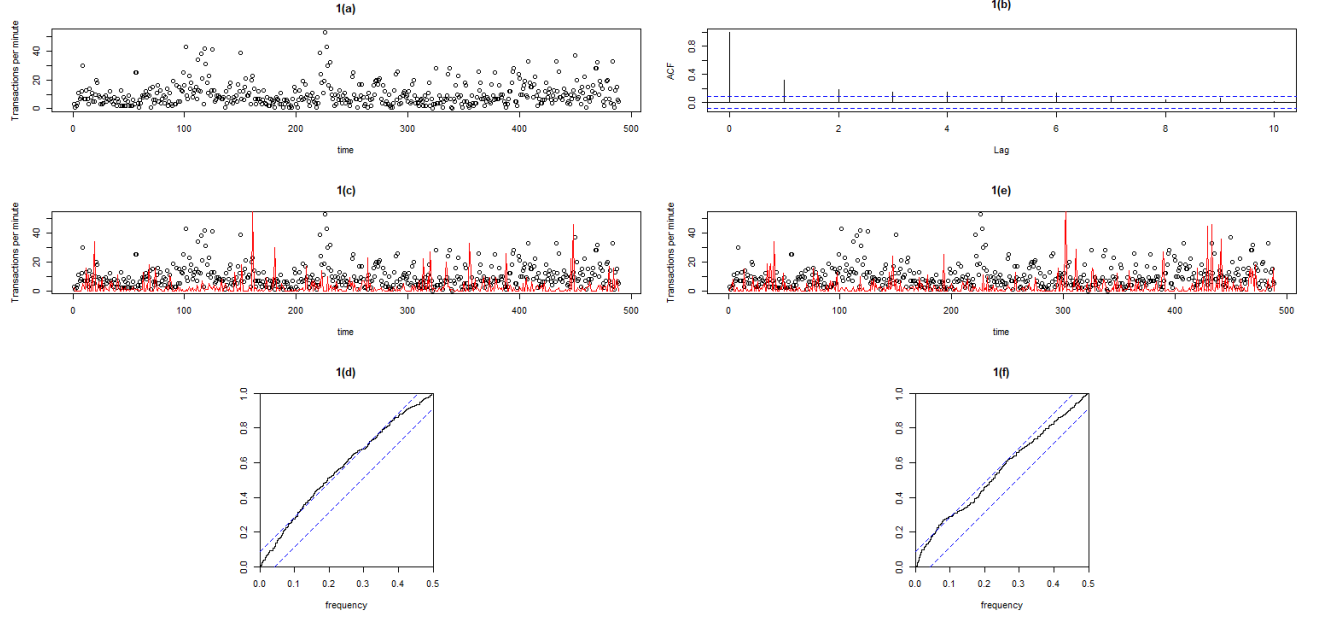 1(a)
Transactions per minute
0 20 40
0 100 200 300 400 500
time
1(b)
ACF
0.0 0.4 0.8
0 2 4 6 8 10
Lag
1(c)
Transactions per minute
0 20 40
0 100 200 300 400 500
time
1(e)
Transactions per minute
0 20 40
0 100 200 300 400 500
time
1(d)
0.0 0.2 0.4 0.6 0.8 1.0
0.0 0.1 0.2 0.3 0.4 0.5
frequency
1(f)
0.0 0.2 0.4 0.6 0.8 1.0
0.0 0.1 0.2 0.3 0.4 0.5
frequency